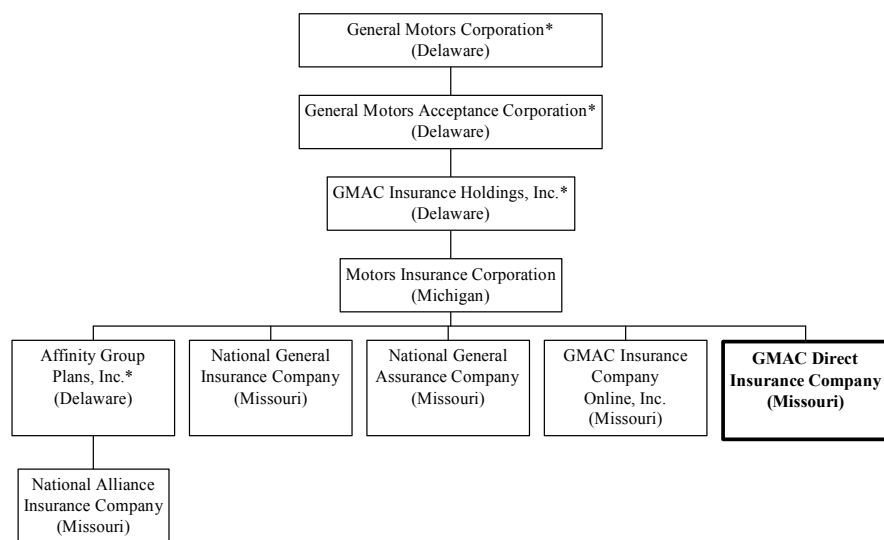 General Motors Corporation*
(Delaware)
General Motors Acceptance Corporation*
(Delaware)
GMAC Insurance Holdings, Inc.*
(Delaware)
Motors Insurance Corporation
(Michigan)
Affinity Group
Plans, Inc.*
(Delaware)
National General
Insurance Company
(Missouri)
National General
Assurance Company
(Missouri)
GMAC Insurance
Company
Online, Inc.
(Missouri)
GMAC Direct
Insurance Company
(Missouri)
National Alliance
Insurance Company
(Missouri)